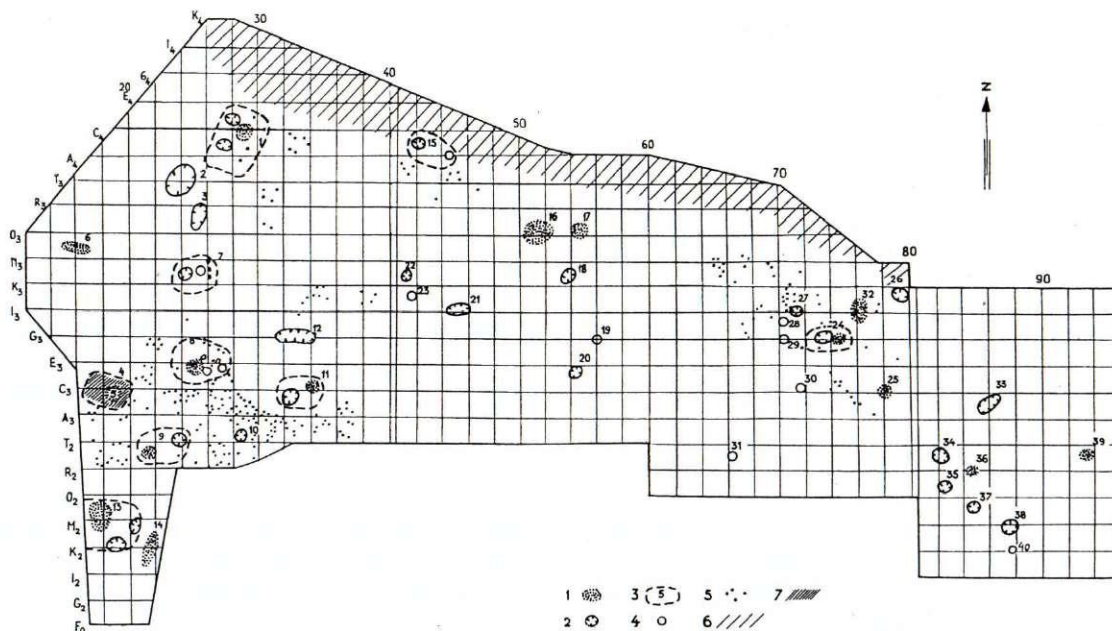 K₄ 30
I₄
6₄ 40
20
E₄
C₄ 50
A₄ 15 60
T₃ 2 70
R₃ 3
O₃ 6 16 17 80
N₃ 7 22 18 26 90
K₃ 23 21 27 32
I₃ 12 28 24
G₃ 8 19 29
E₃ 4 11 20 30 25
C₃ 5 33
A₃
T₂ 9 10 31 34 36 39
R₂ 35
O₂ 13 37
M₂ 14 38
K₂ 40
I₂
G₂
N
1 3 5 5 7
2 4 6